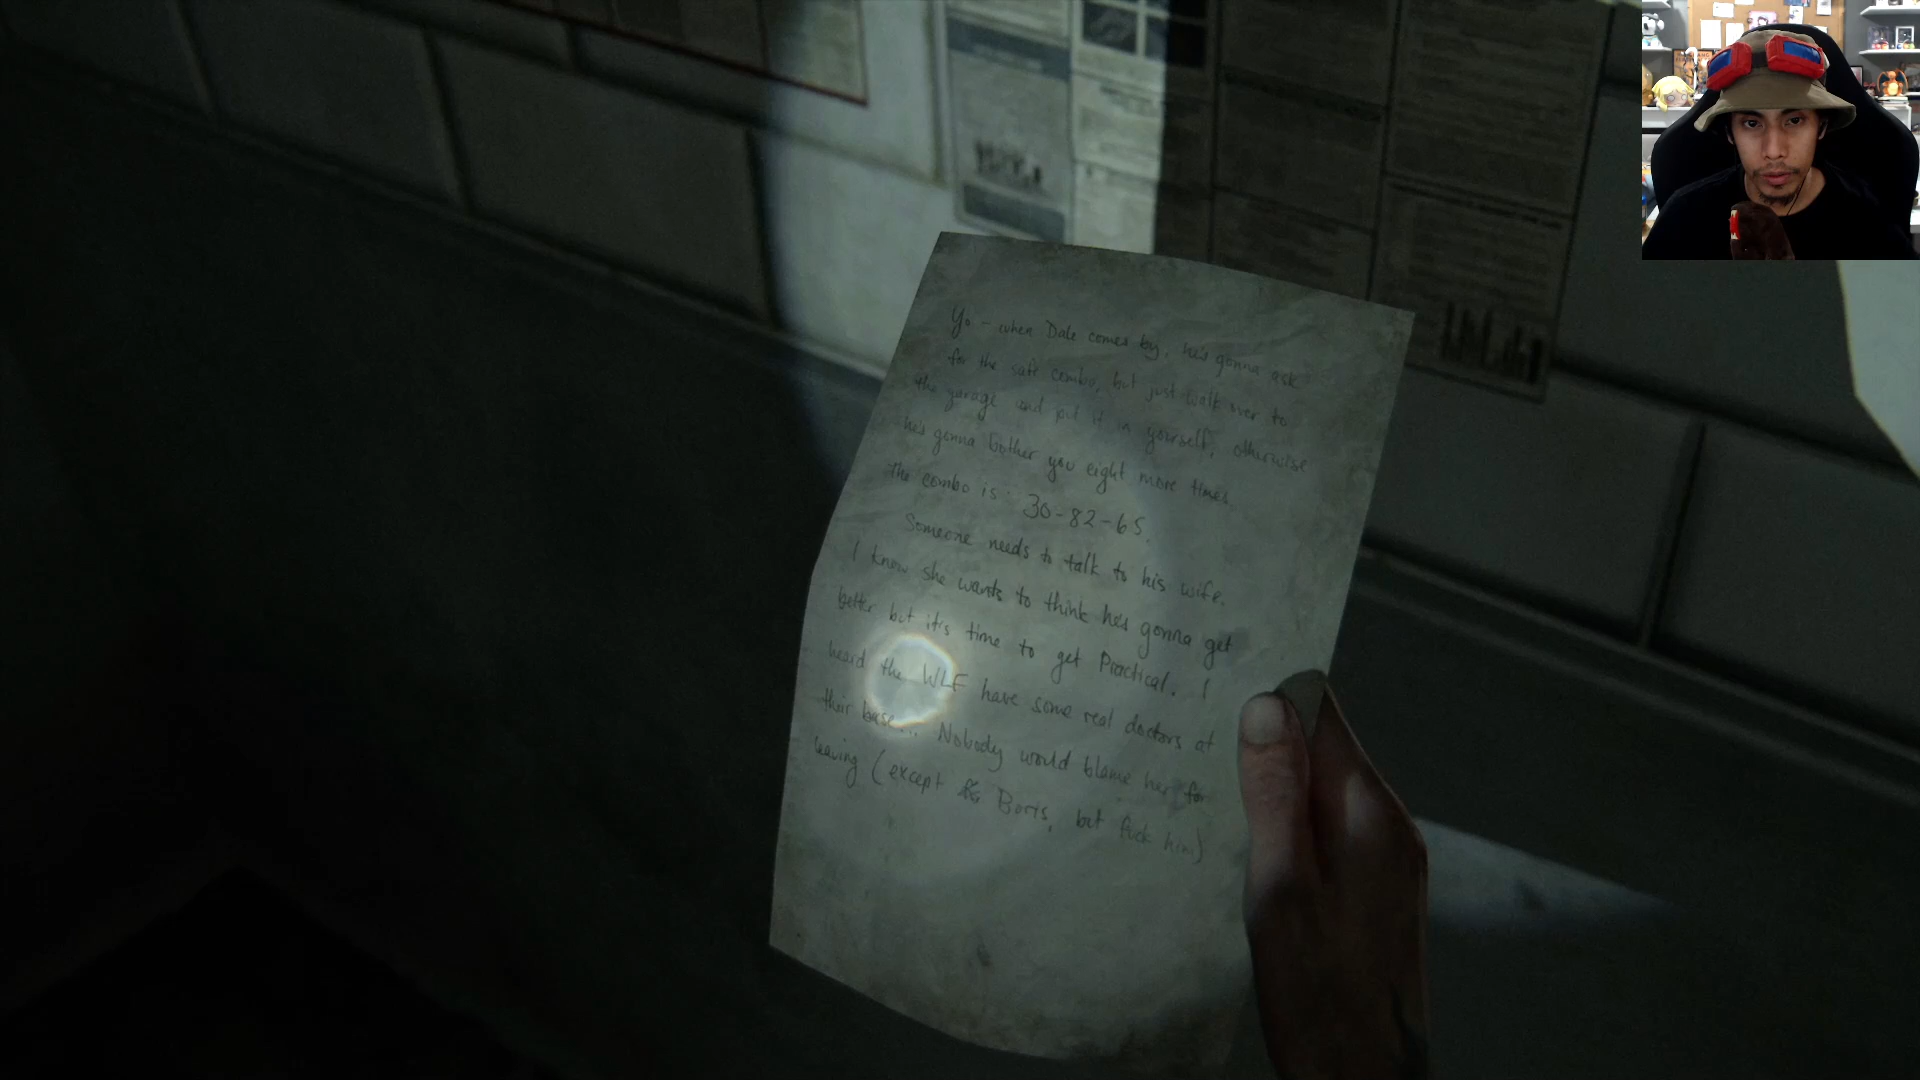 Yo - when Dale comes by, he's gonna ask
for the safe combo, but just walk over to
the garage and put it in yourself, otherwise
he's gonna bother you eight more times.
The combo is: 30-82-65.
Someone needs to talk to his wife.
I know she wants to think he's gonna get
better but it's time to get Practical. I
heard the WLF have some real doctors at
their base... Nobody would blame her for
leaving (except Boris, but fuck him)